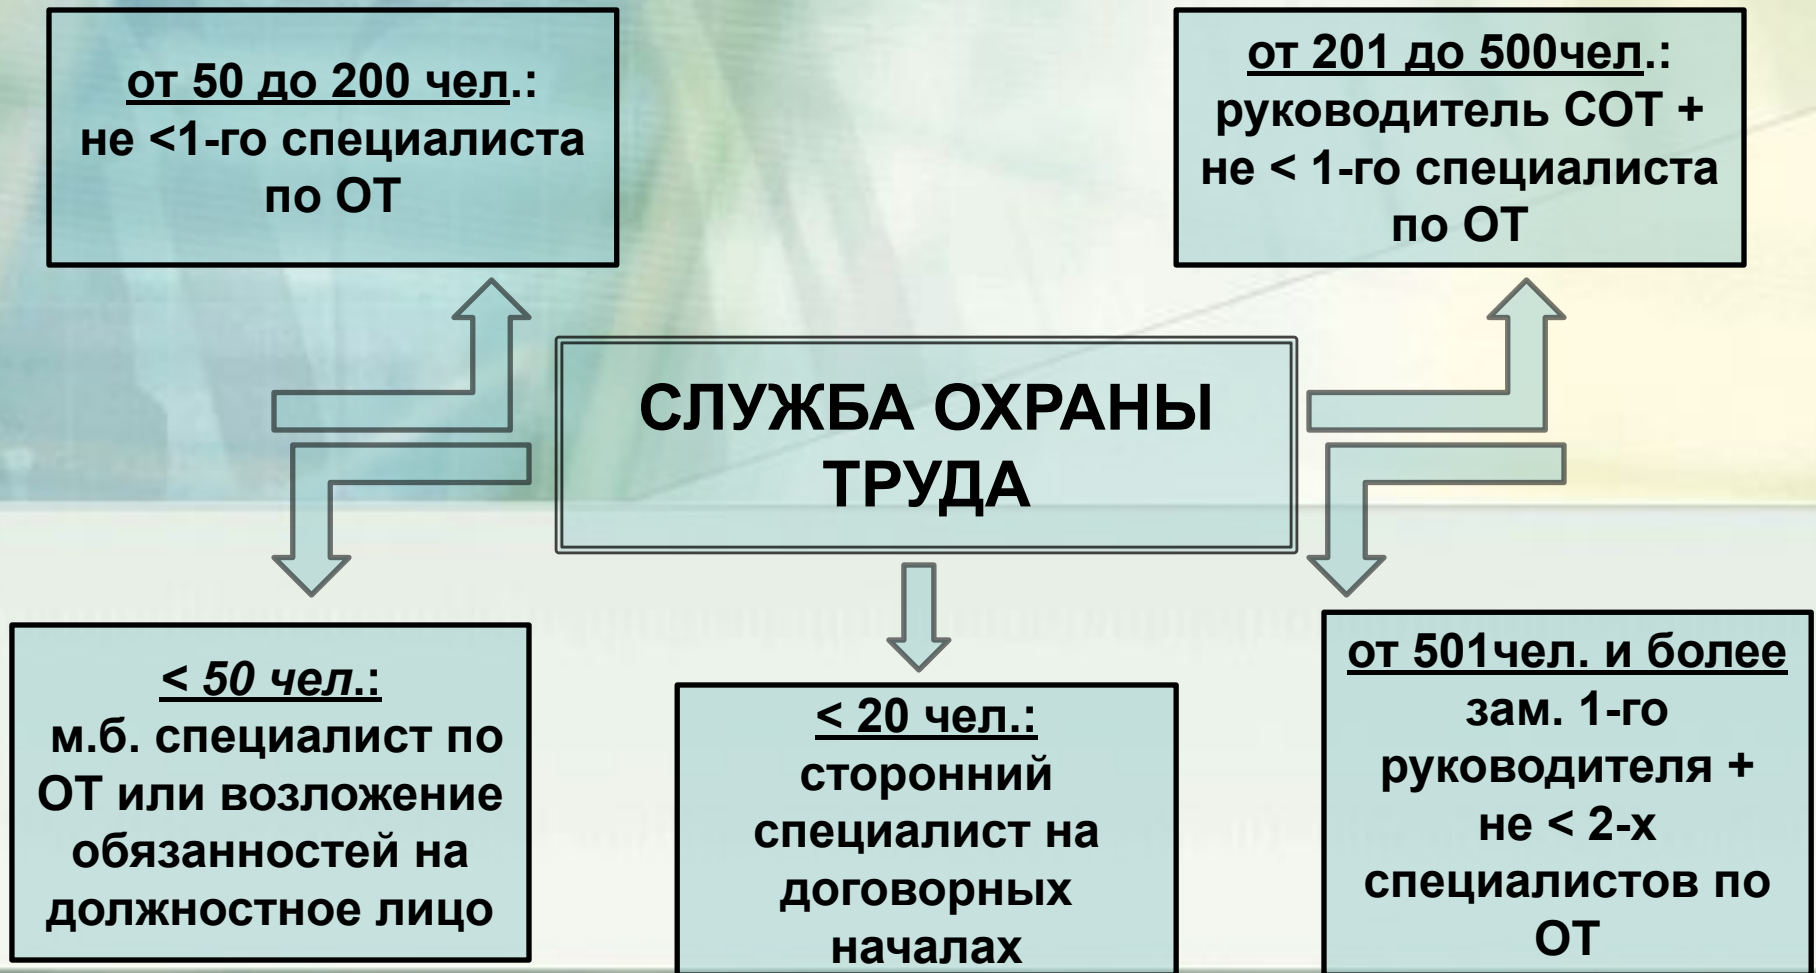 от 50 до 200 чел.:
не <1-го специалиста
по ОТ
от 201 до 500чел.:
руководитель СОТ +
не < 1-го специалиста
по ОТ
СЛУЖБА ОХРАНЫ
ТРУДА
< 50 чел.:
м.б. специалист по
ОТ или возложение
обязанностей на
должностное лицо
< 20 чел.:
сторонний
специалист на
договорных
началах
от 501чел. и более
зам. 1-го
руководителя +
не < 2-х
специалистов по
ОТ